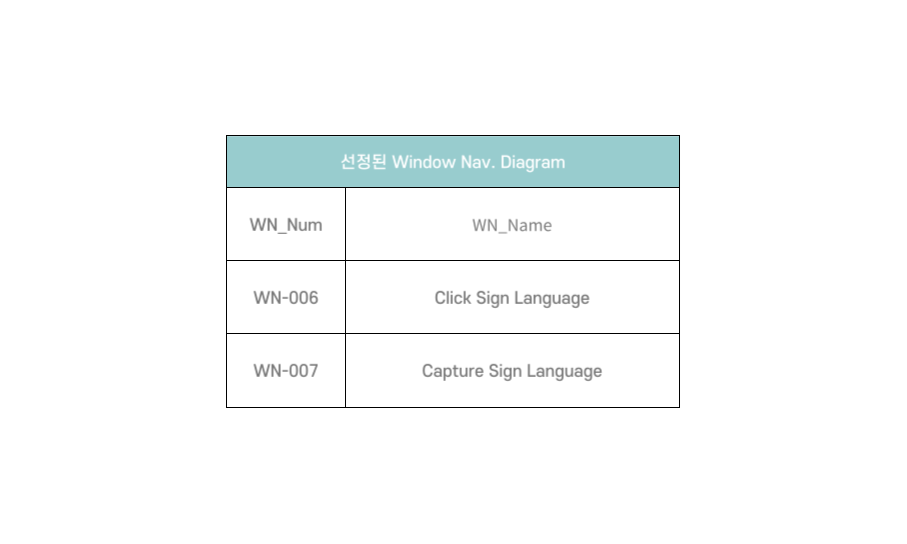 선정된 Window Nav. Diagram
WN_Num WN_Name
WN-006 Click Sign Language
WN-007 Capture Sign Language